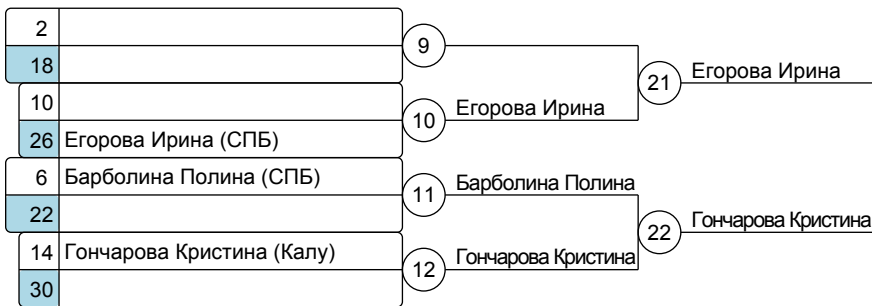 2
9
18
21 Егорова Ирина
10
10 Егорова Ирина
26 Егорова Ирина (СПБ)
6 Барболина Полина (СПБ)
11 Барболина Полина
22
22 Гончарова Кристина
14 Гончарова Кристина (Калу)
12 Гончарова Кристина
30